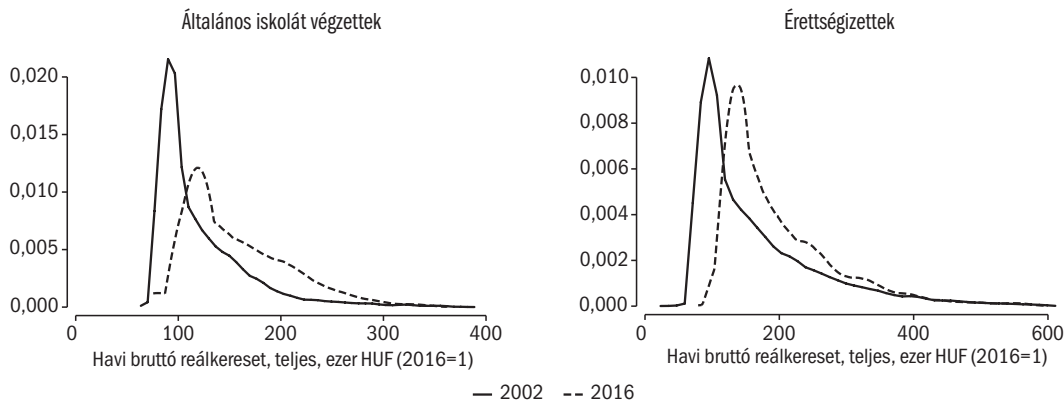 Általános iskolát végzettek
0,020
0,015
0,010
0,005
0,000
0 100 200 300 400
Havi bruttó reálkereset, teljes, ezer HUF (2016=1)
Érettségizettek
0,010
0,008
0,006
0,004
0,002
0,000
0 200 400 600
Havi bruttó reálkereset, teljes, ezer HUF (2016=1)
2002 2016